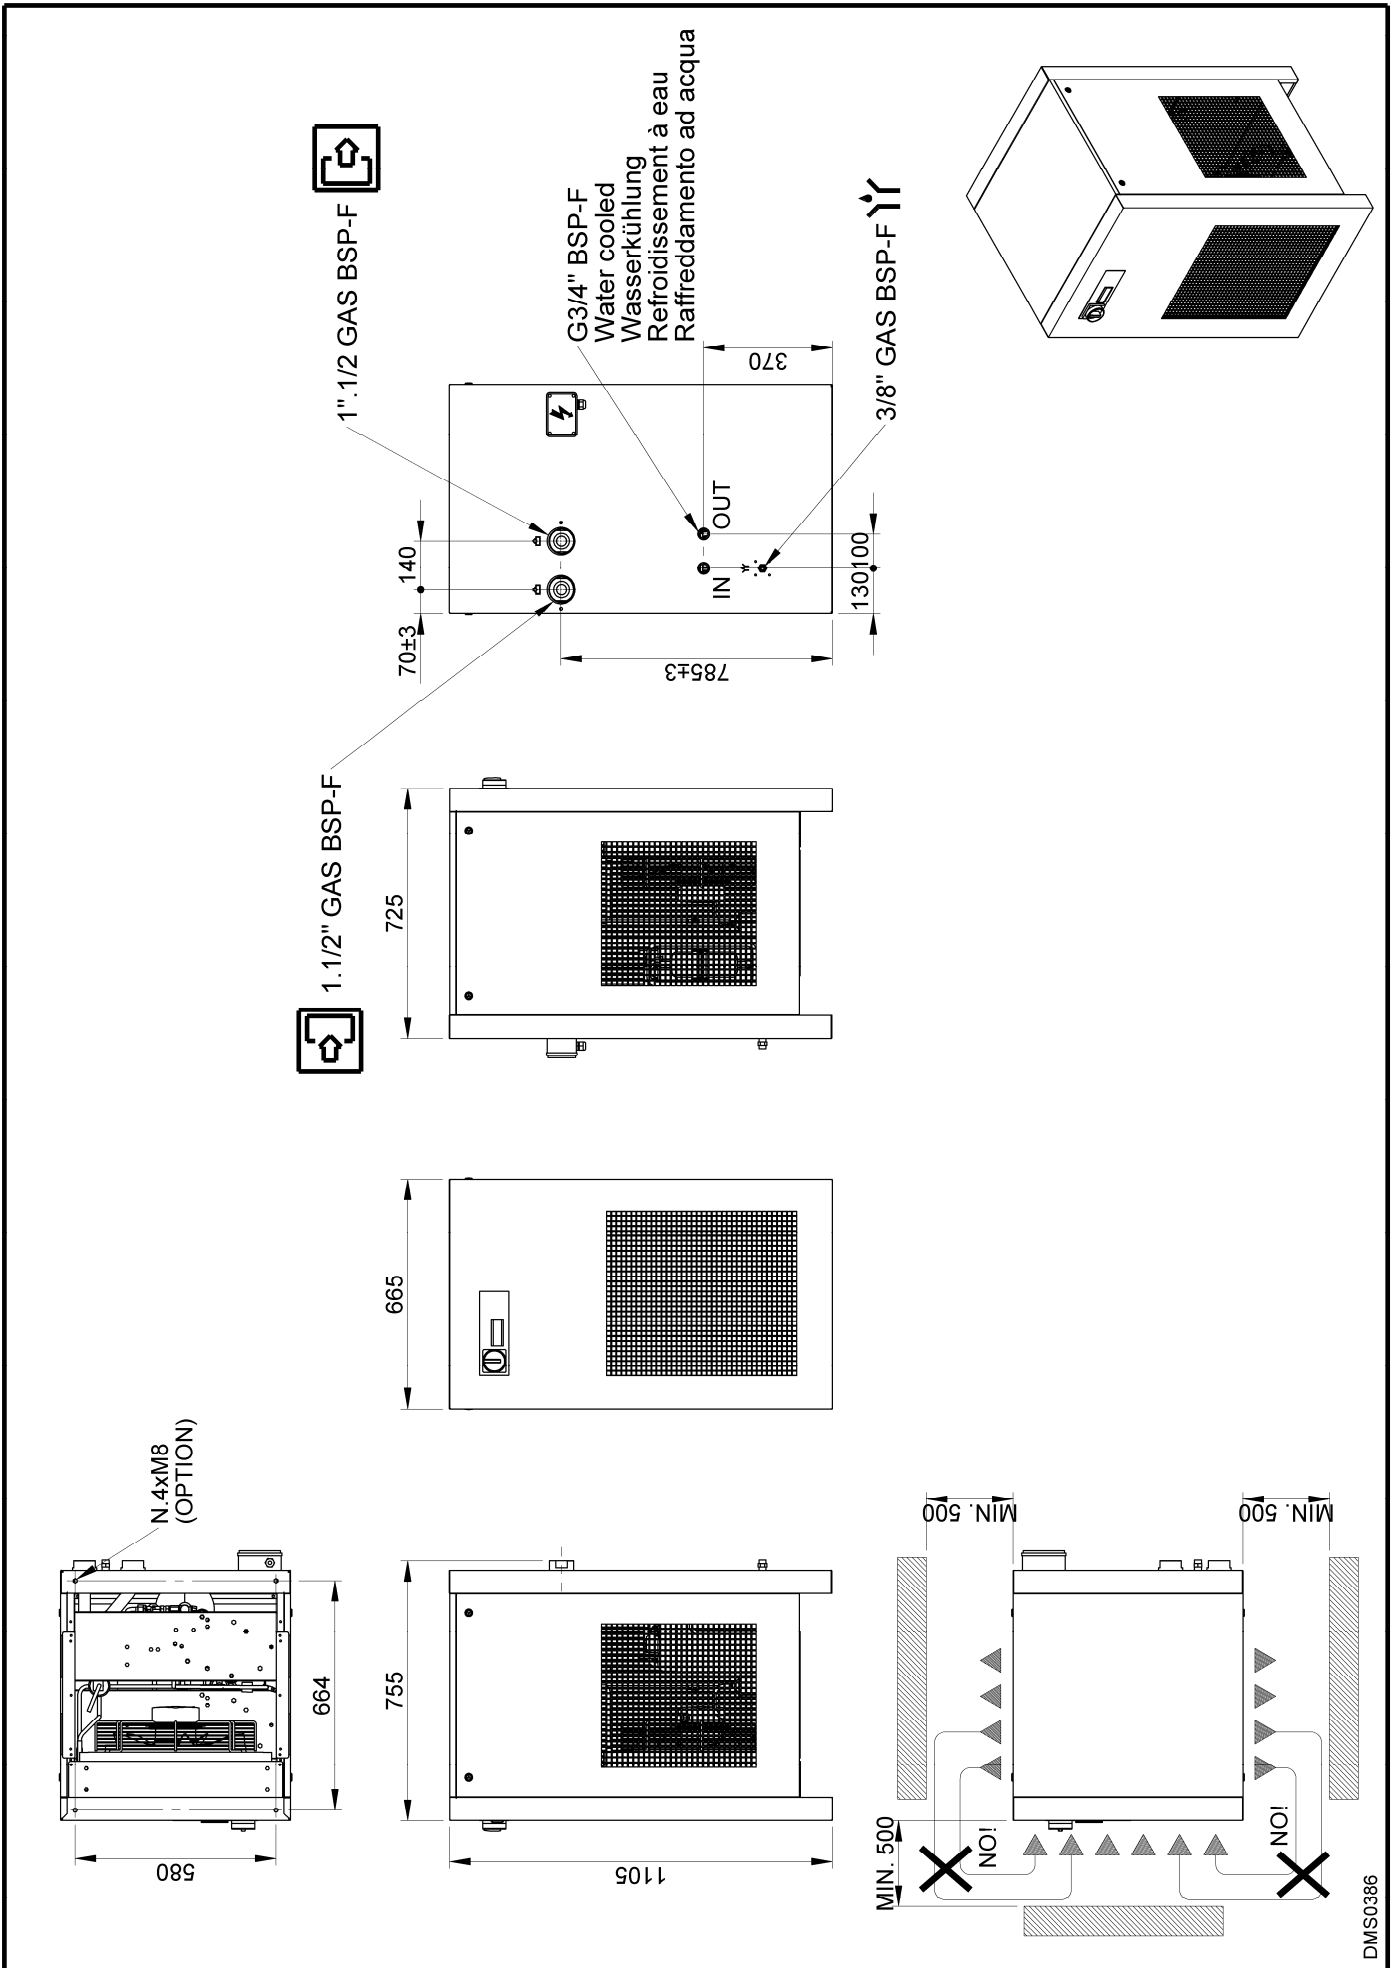 N.4xM8
(OPTION)
580
664
1.1/2" GAS BSP-F
1".1/2 GAS BSP-F
755
1105
665
725
70±3
140
785±3
IN
OUT
130
100
370
G3/4" BSP-F
Water cooled
Wasserkühlung
Refroidissement à eau
Raffreddamento ad acqua
3/8" GAS BSP-F
MIN. 500
MIN. 500
MIN. 500
NO!
NO!
DMS0386